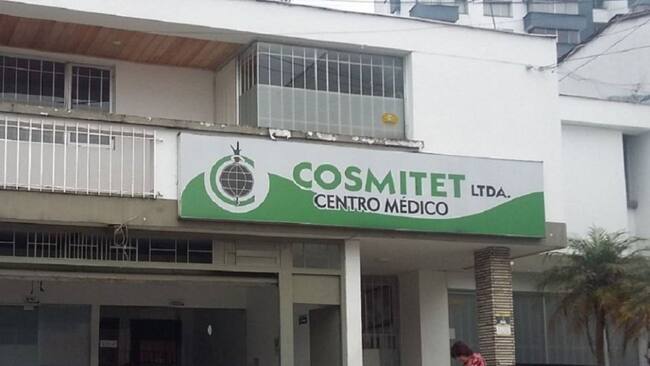 COSMITET LTDA.
CENTRO MÉDICO